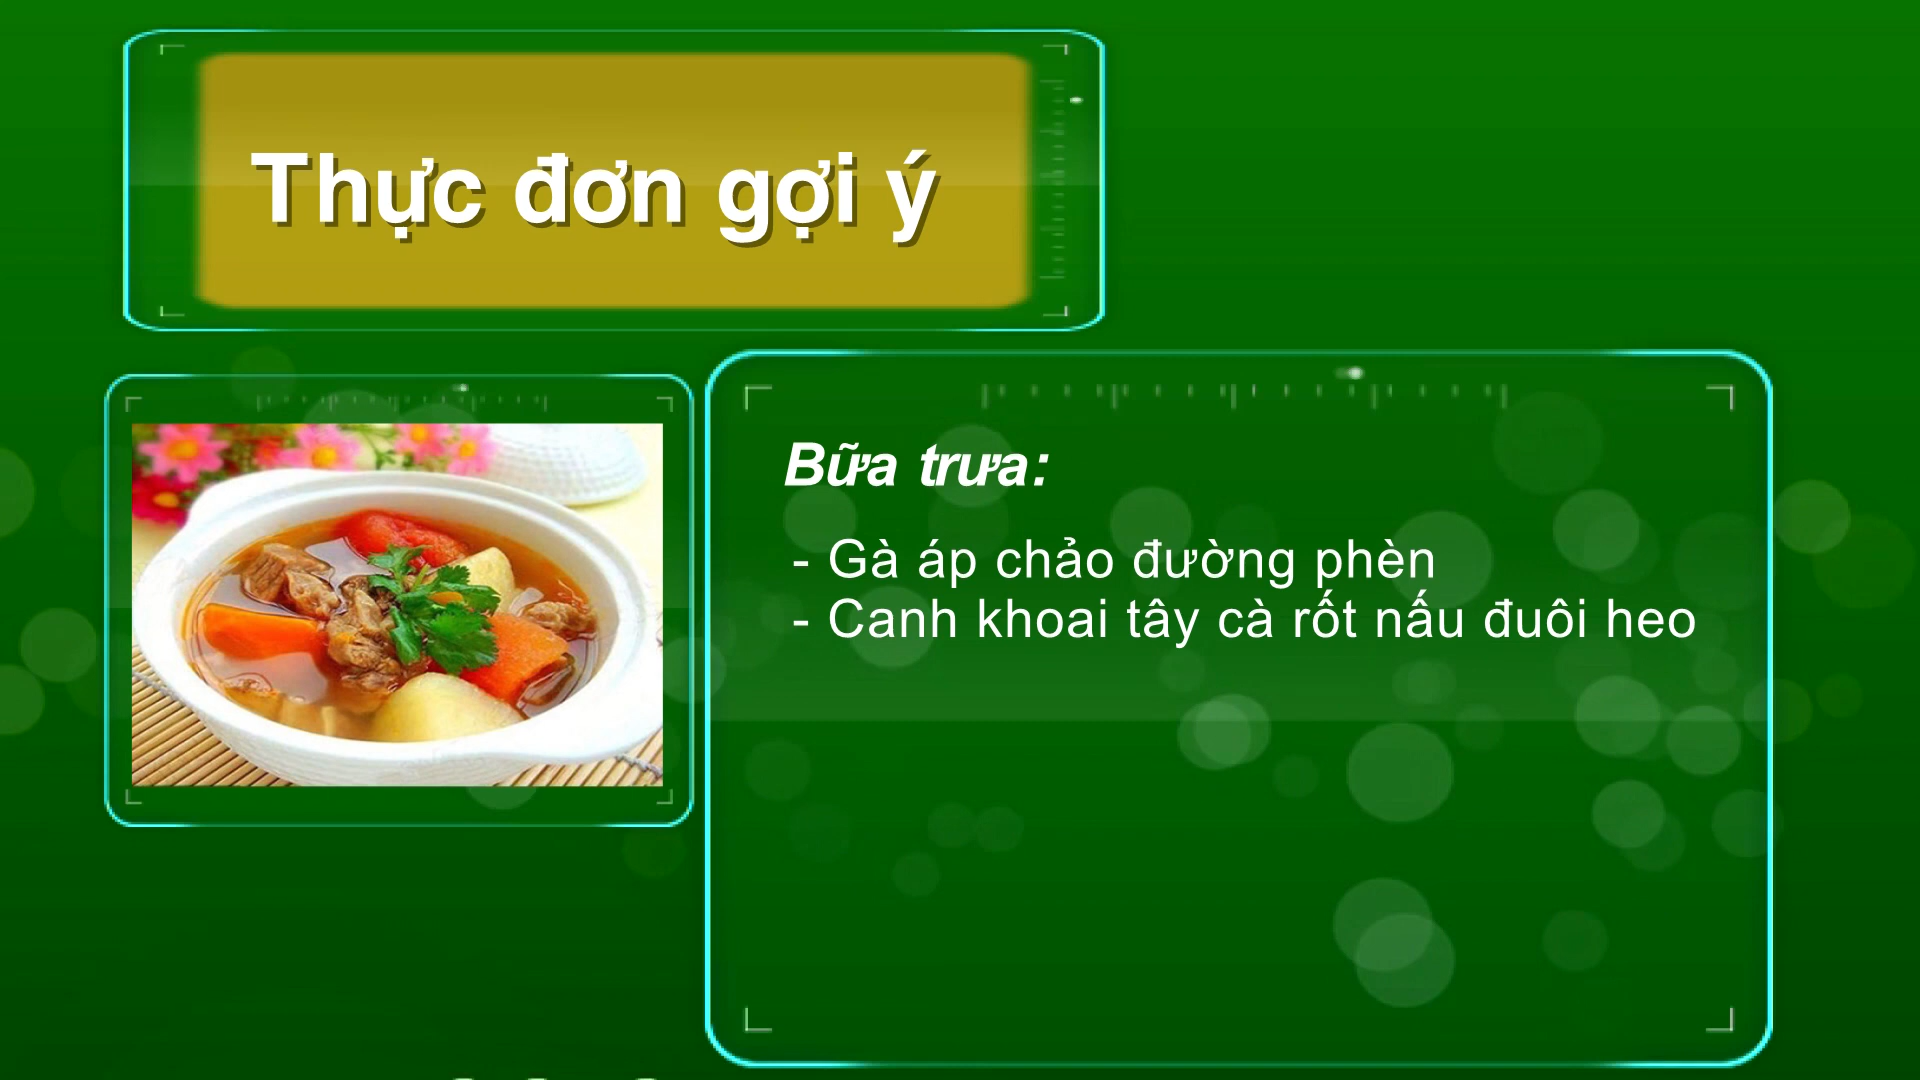 Thực đơn gợi ý
Bữa trưa:
- Gà áp chảo đường phèn
- Canh khoai tây cà rốt nấu đuôi heo